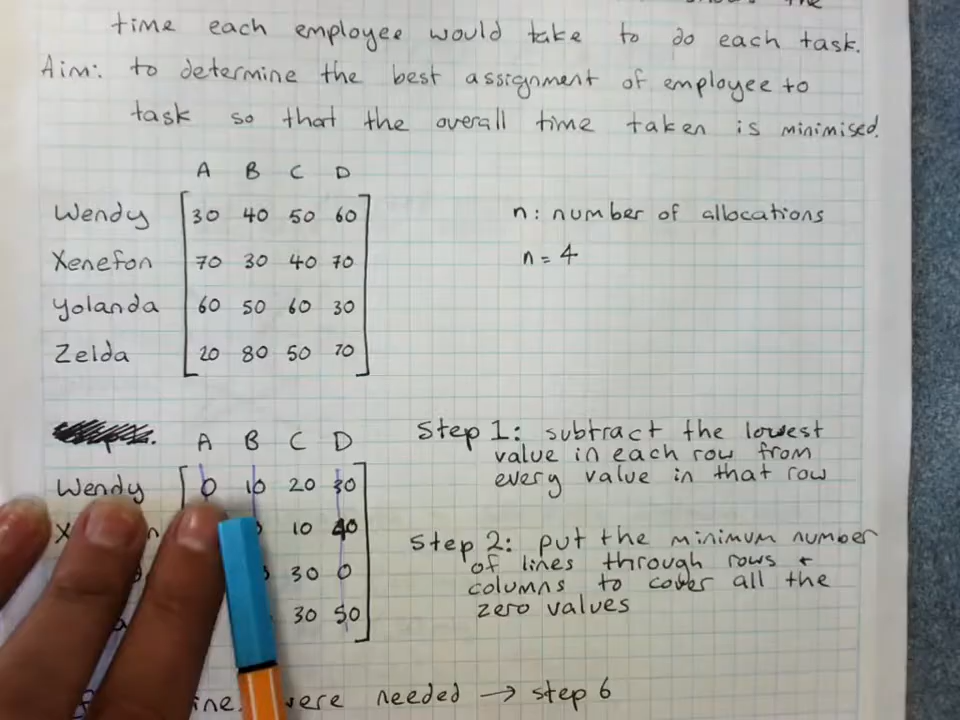 the
time each employee would take to do each task.
Aim: to determine the best assignment of employee to
task so that the overall time taken is minimised.
A B C D
Wendy 30 40 50 60
n: number of allocations
Xenefon 70 30 40 70
n = 4
Yolanda 60 50 60 30
Zelda 20 80 50 70
A B C D
Step 1: subtract the lowest
value in each row from
every value in that row
Wendy 0 10 20 30
X n 10 40
Step 2: put the minimum number
of lines through rows +
columns to cover all the
zero values
30 0
a 30 50
were needed → step 6